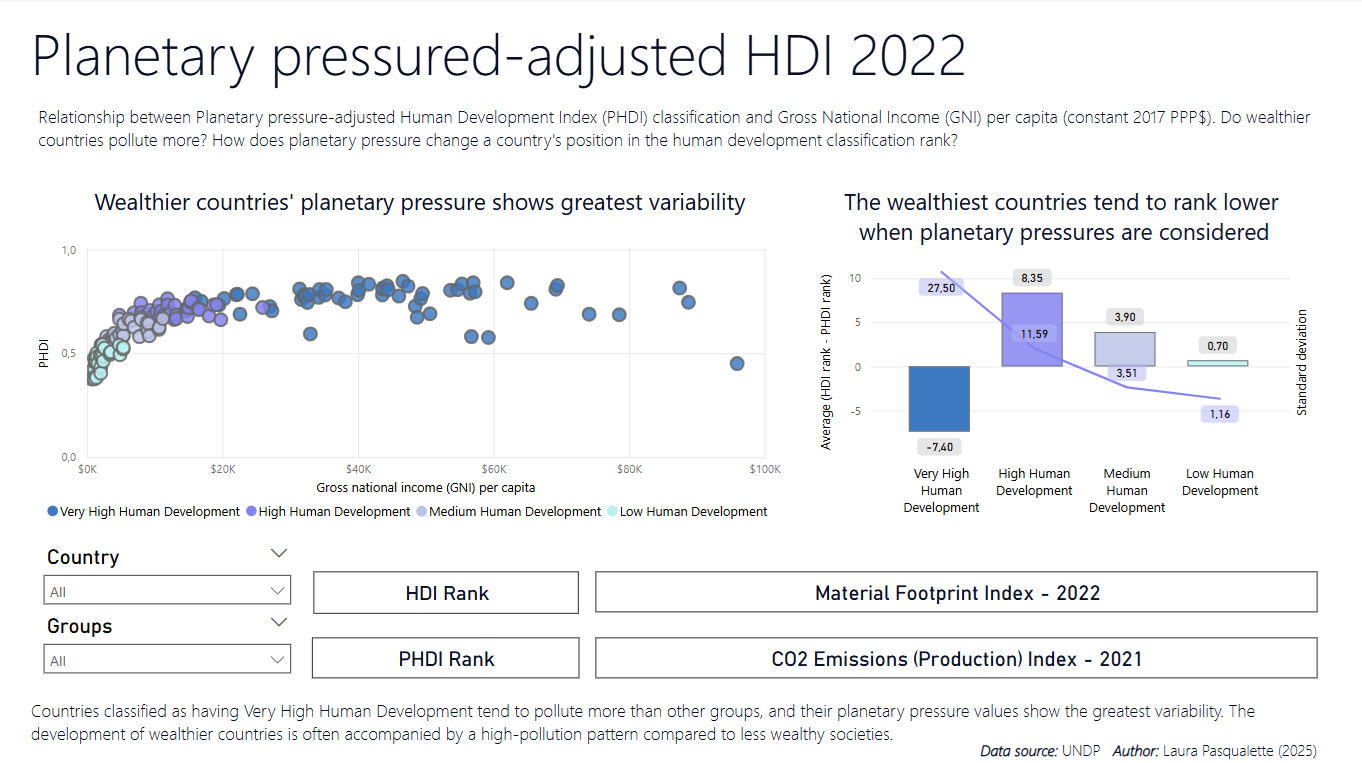 Planetary pressured-adjusted HDI 2022
Relationship between Planetary pressure-adjusted Human Development Index (PHDI) classification and Gross National Income (GNI) per capita (constant 2017 PPP$). Do wealthier
countries pollute more? How does planetary pressure change a country's position in the human development classification rank?
Wealthier countries' planetary pressure shows greatest variability
PHDI
1,0
0,5
0,0
$0K
$20K
$40K
$60K
$80K
$100K
Gross national income (GNI) per capita
Very High Human Development
High Human Development
Medium Human Development
Low Human Development
The wealthiest countries tend to rank lower
when planetary pressures are considered
Average (HDI rank - PHDI rank)
10
5
0
-5
27,50
8,35
11,59
3,90
3,51
0,70
1,16
-7,40
Standard deviation
Very High
Human
Development
High Human
Development
Medium
Human
Development
Low Human
Development
Country
All
Groups
All
HDI Rank
Material Footprint Index - 2022
PHDI Rank
CO2 Emissions (Production) Index - 2021
Countries classified as having Very High Human Development tend to pollute more than other groups, and their planetary pressure values show the greatest variability. The
development of wealthier countries is often accompanied by a high-pollution pattern compared to less wealthy societies.
Data source: UNDP Author: Laura Pasqualette (2025)